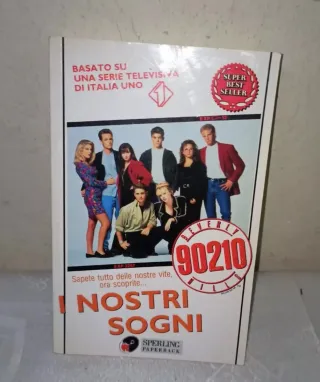 BASATO SU
UNA SERIE TELEVISIVA
DI ITALIA UNO
1
SUPER
BEST
SELLER
Sapete tutto delle nostre vite,
ora scoprite...
BEVERLY
90210
HILLS
I NOSTRI
SOGNI
SPERLING
PAPERBACK